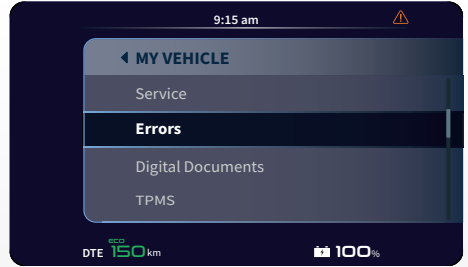 9:15 am
MY VEHICLE
Service
Errors
Digital Documents
TPMS
ECO
DTE 150 km 100%